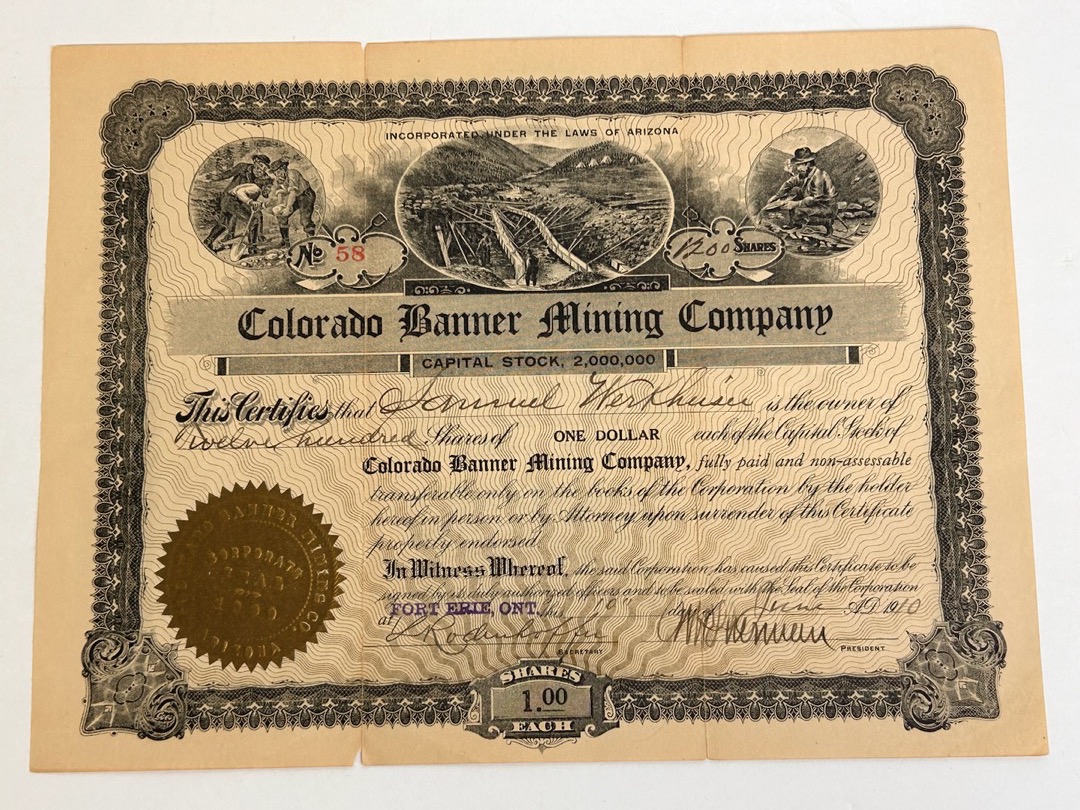 INCORPORATED UNDER THE LAWS OF ARIZONA
No 58
1200 SHARES
Colorado Banner Mining Company
CAPITAL STOCK, 2,000,000
This Certifies that Samuel Werkheiser is the owner of
Twelve hundred Shares of ONE DOLLAR each of the Capital Stock of
Colorado Banner Mining Company, fully paid and non-assessable
transferable only on the books of the Corporation by the holder
hereof in person or by Attorney upon surrender of this Certificate
properly endorsed.
In Witness Whereof, the said Corporation has caused this Certificate to be
signed by its duly authorized officers and to be sealed with the Seal of the Corporation
at FORT ERIE, ONT. this 10" day of June A.D. 1910
SECRETARY
PRESIDENT
BANNER MINING CO.
CORPORATE
SEAL
ARIZONA
SHARES
1.00
EACH